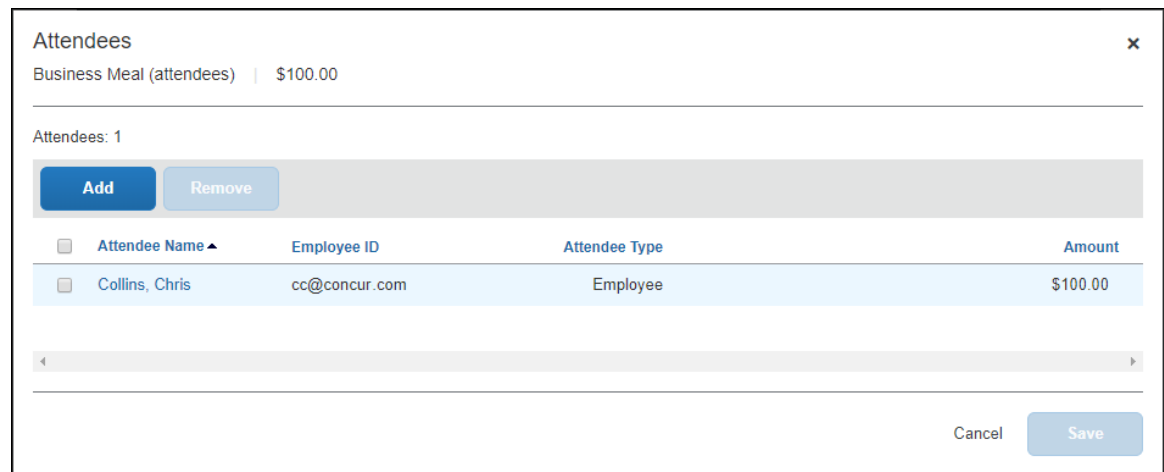 Attendees
Business Meal (attendees) | $100.00
Attendees: 1
Add Remove
Attendee Name Employee ID Attendee Type Amount
Collins, Chris cc@concur.com Employee $100.00
Cancel Save